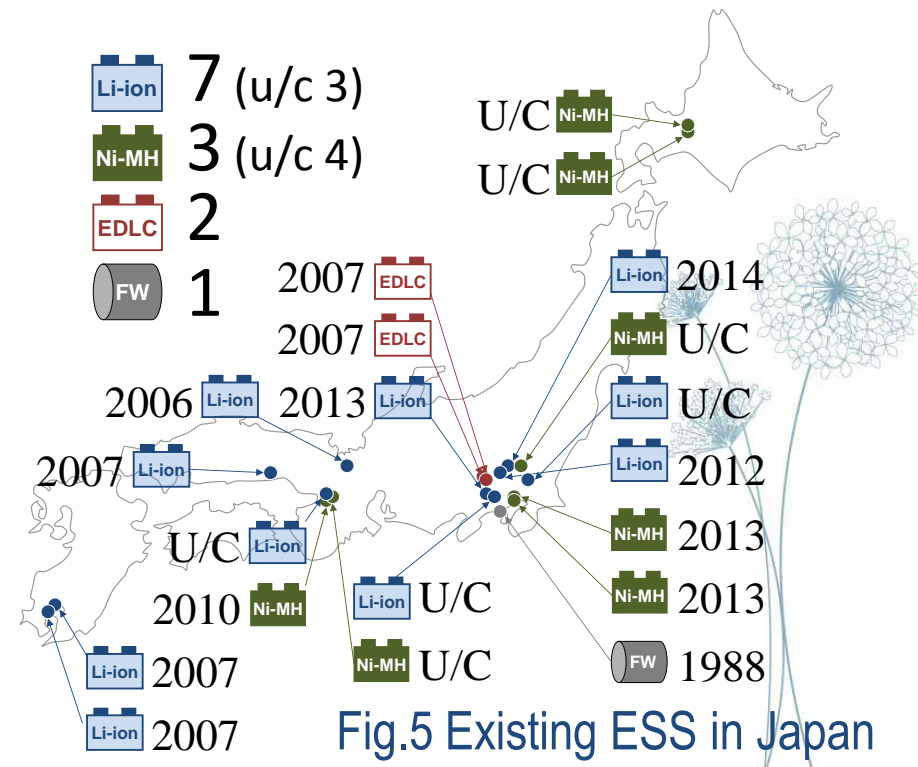 Li-ion 7 (u/c 3)
Ni-MH 3 (u/c 4)
EDLC 2
FW 1
U/C Ni-MH
U/C Ni-MH
2007 EDLC
Li-ion 2014
2007 EDLC
Ni-MH U/C
2006 Li-ion
2013 Li-ion
Li-ion U/C
2007 Li-ion
Li-ion 2012
U/C Li-ion
Ni-MH 2013
2010 Ni-MH
Li-ion U/C
Ni-MH 2013
Li-ion 2007
Ni-MH U/C
FW 1988
Li-ion 2007
Fig.5 Existing ESS in Japan